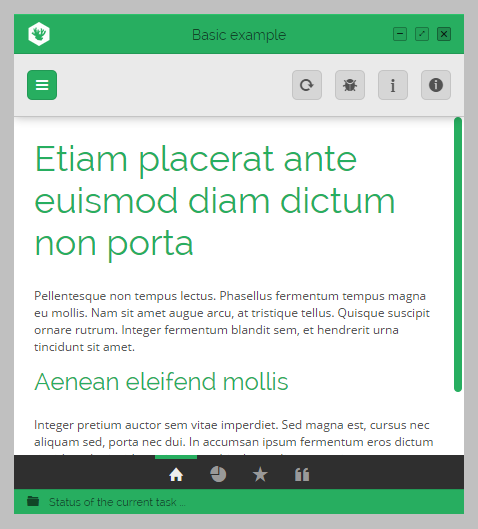 Basic example
Etiam placerat ante
euismod diam dictum
non porta
Pellentesque non tempus lectus. Phasellus fermentum tempus magna
eu mollis. Nam sit amet augue arcu, at tristique tellus. Quisque suscipit
ornare rutrum. Integer fermentum blandit sem, et hendrerit urna
tincidunt sit amet.
Aenean eleifend mollis
Integer pretium auctor sem vitae imperdiet. Sed magna est, cursus nec
aliquam sed, porta nec dui. In accumsan ipsum fermentum eros dictum
Status of the current task ...